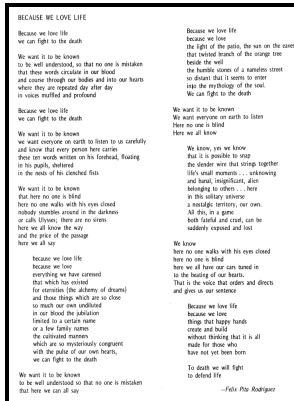 BECAUSE WE LOVE LIFE
Because we love life
we can fight to the death
We want it to be known
to be well understood, so that no one is mistaken
that these words circulate in our blood
and course through our bodies and into our hearts
where they are repeated day after day
in voices muffled and profound
Because we love life
we can fight to the death
We want it to be known
we want everyone on earth to listen to us carefully
and know that every person here carries
these ten words written on his forehead, floating
in his pupils, sheltered
in the nests of his clenched fists
We want it to be known
that here no one is blind
here no one walks with his eyes closed
nobody stumbles around in the darkness
or calls Ulysses; there are no sirens
here we all know the way
and the price of the passage
here we all say
because we love life
because we love
everything we have caressed
that which has existed
for eternities (the alchemy of dreams)
and those things which are so close
so much our own undiluted
in our blood the jubilation
limited to a certain name
or a few family names
the cultivated manners
which are so mysteriously congruent
with the pulse of our own hearts,
we can fight to the death
We want it to be known
to be well understood so that no one is mistaken
that here we can all say
Because we love life
because we love
the light of the patio, the sun on the eaves
that twisted branch of the orange tree
beside the well
the humble stones of a nameless street
so distant that it seems to enter
into the mythology of the soul.
We can fight to the death
We want it to be known
We want everyone on earth to listen
Here no one is blind
Here we all know
We know, yes we know
that it is possible to snap
the slender wire that strings together
life's small moments . . . unknowing
and banal, insignificant, alien
belonging to others . . . here
in this solitary universe
a nostalgic territory, our own.
All this, in a game
both fateful and cruel, can be
suddenly exposed and lost
We know
here no one walks with his eyes closed
here no one is blind
here we all have our ears tuned in
to the beating of our hearts.
That is the voice that orders and directs
and gives us our sentence
Because we love life
because we love
things that happy hands
create and build
without thinking that it is all
made for those who
have not yet been born
To death we will fight
to defend life
—Felix Pita Rodriguez